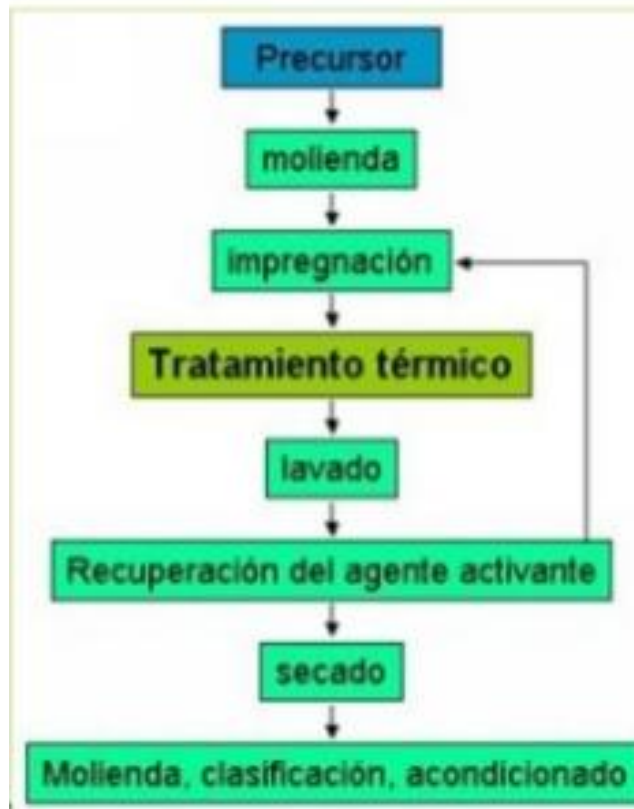 Precursor
molienda
impregnación
Tratamiento térmico
lavado
Recuperación del agente activante
secado
Molienda, clasificación, acondicionado